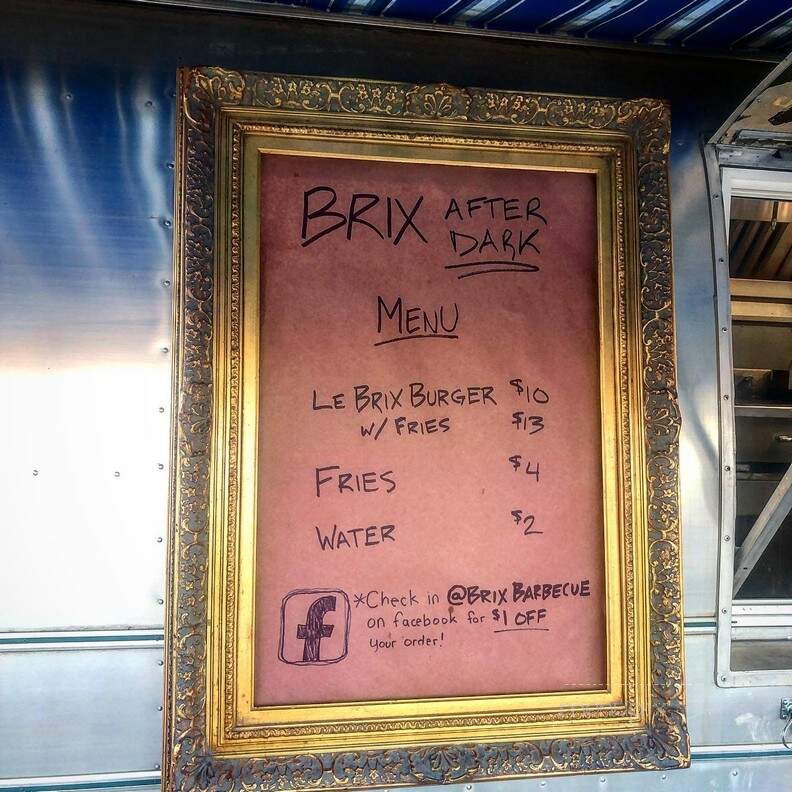 BRIX AFTER
DARK
MENU
LE BRIX BURGER $10
W/ FRIES $13
FRIES $4
WATER $2
f
*Check in @BRIX BARBECUE
on facebook for $1 OFF
your order!